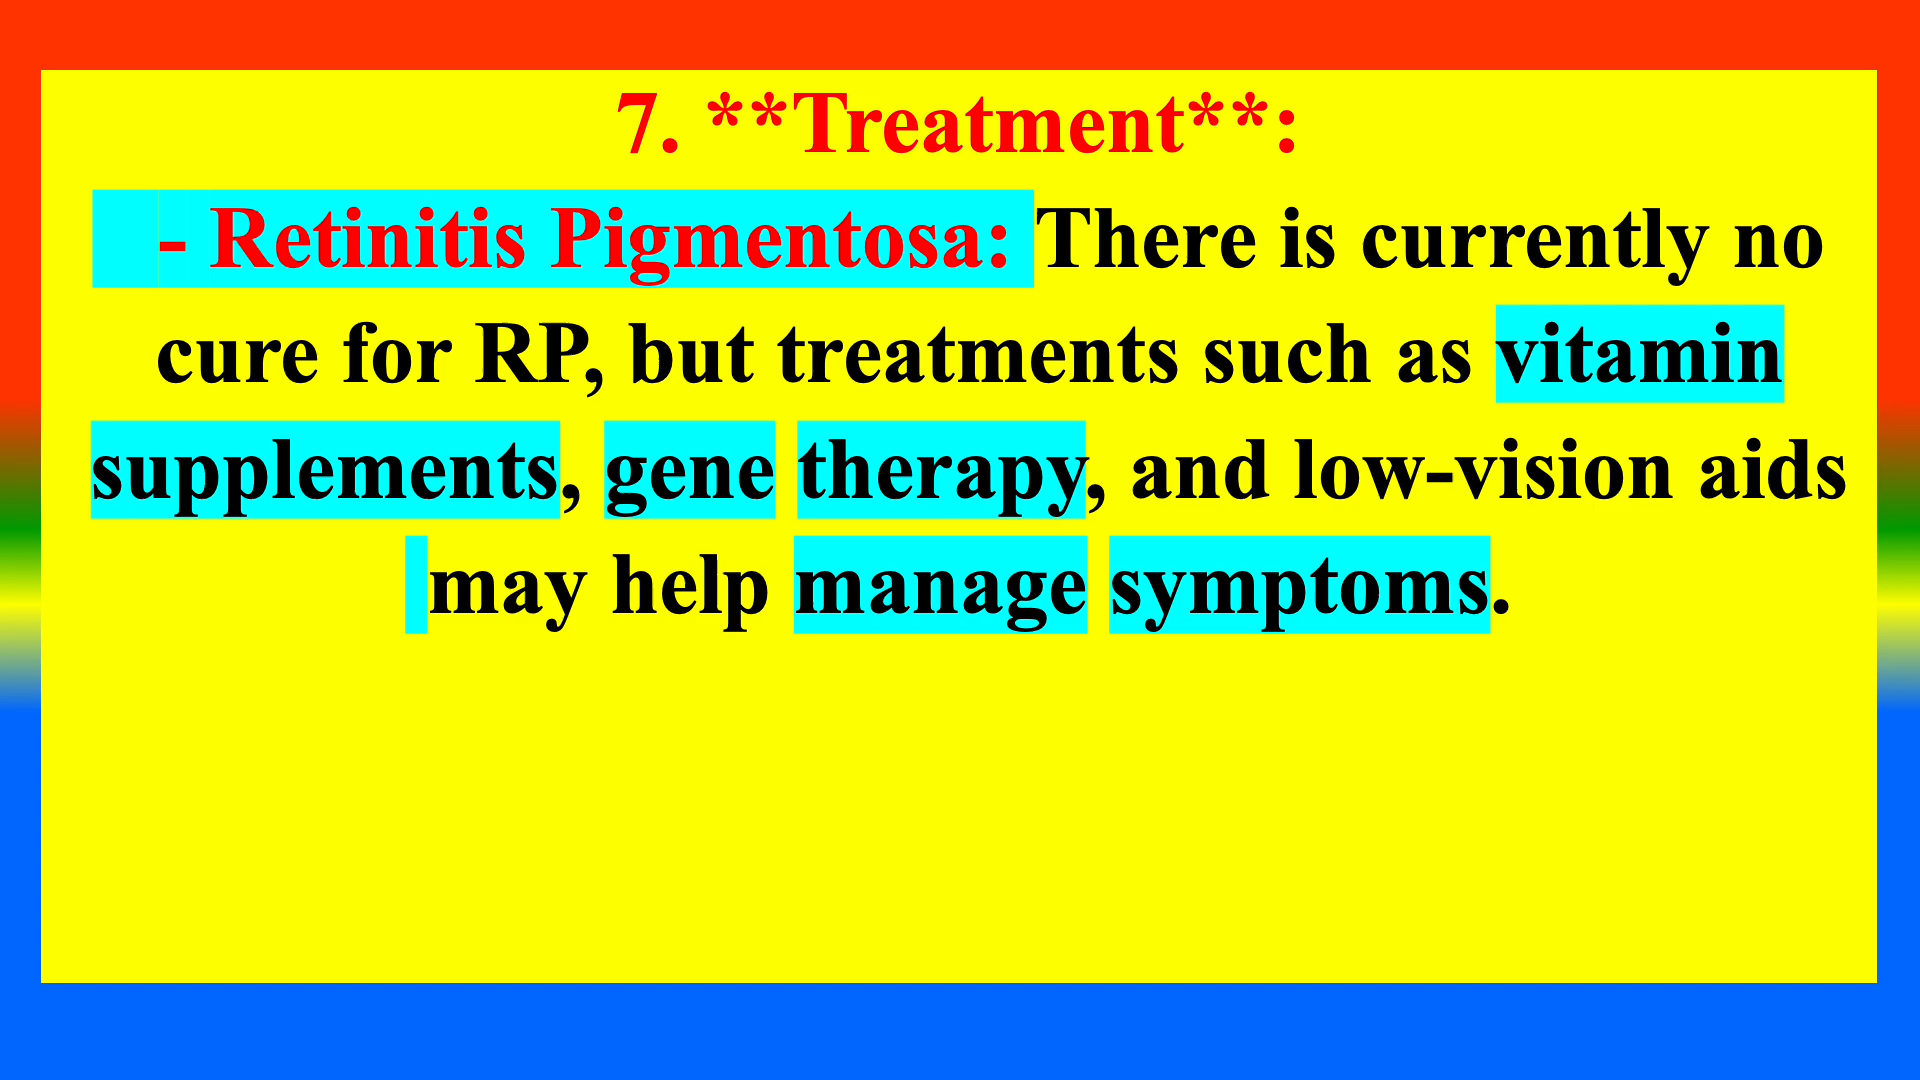 7. **Treatment**:
- Retinitis Pigmentosa: There is currently no
cure for RP, but treatments such as vitamin
supplements, gene therapy, and low-vision aids
may help manage symptoms.